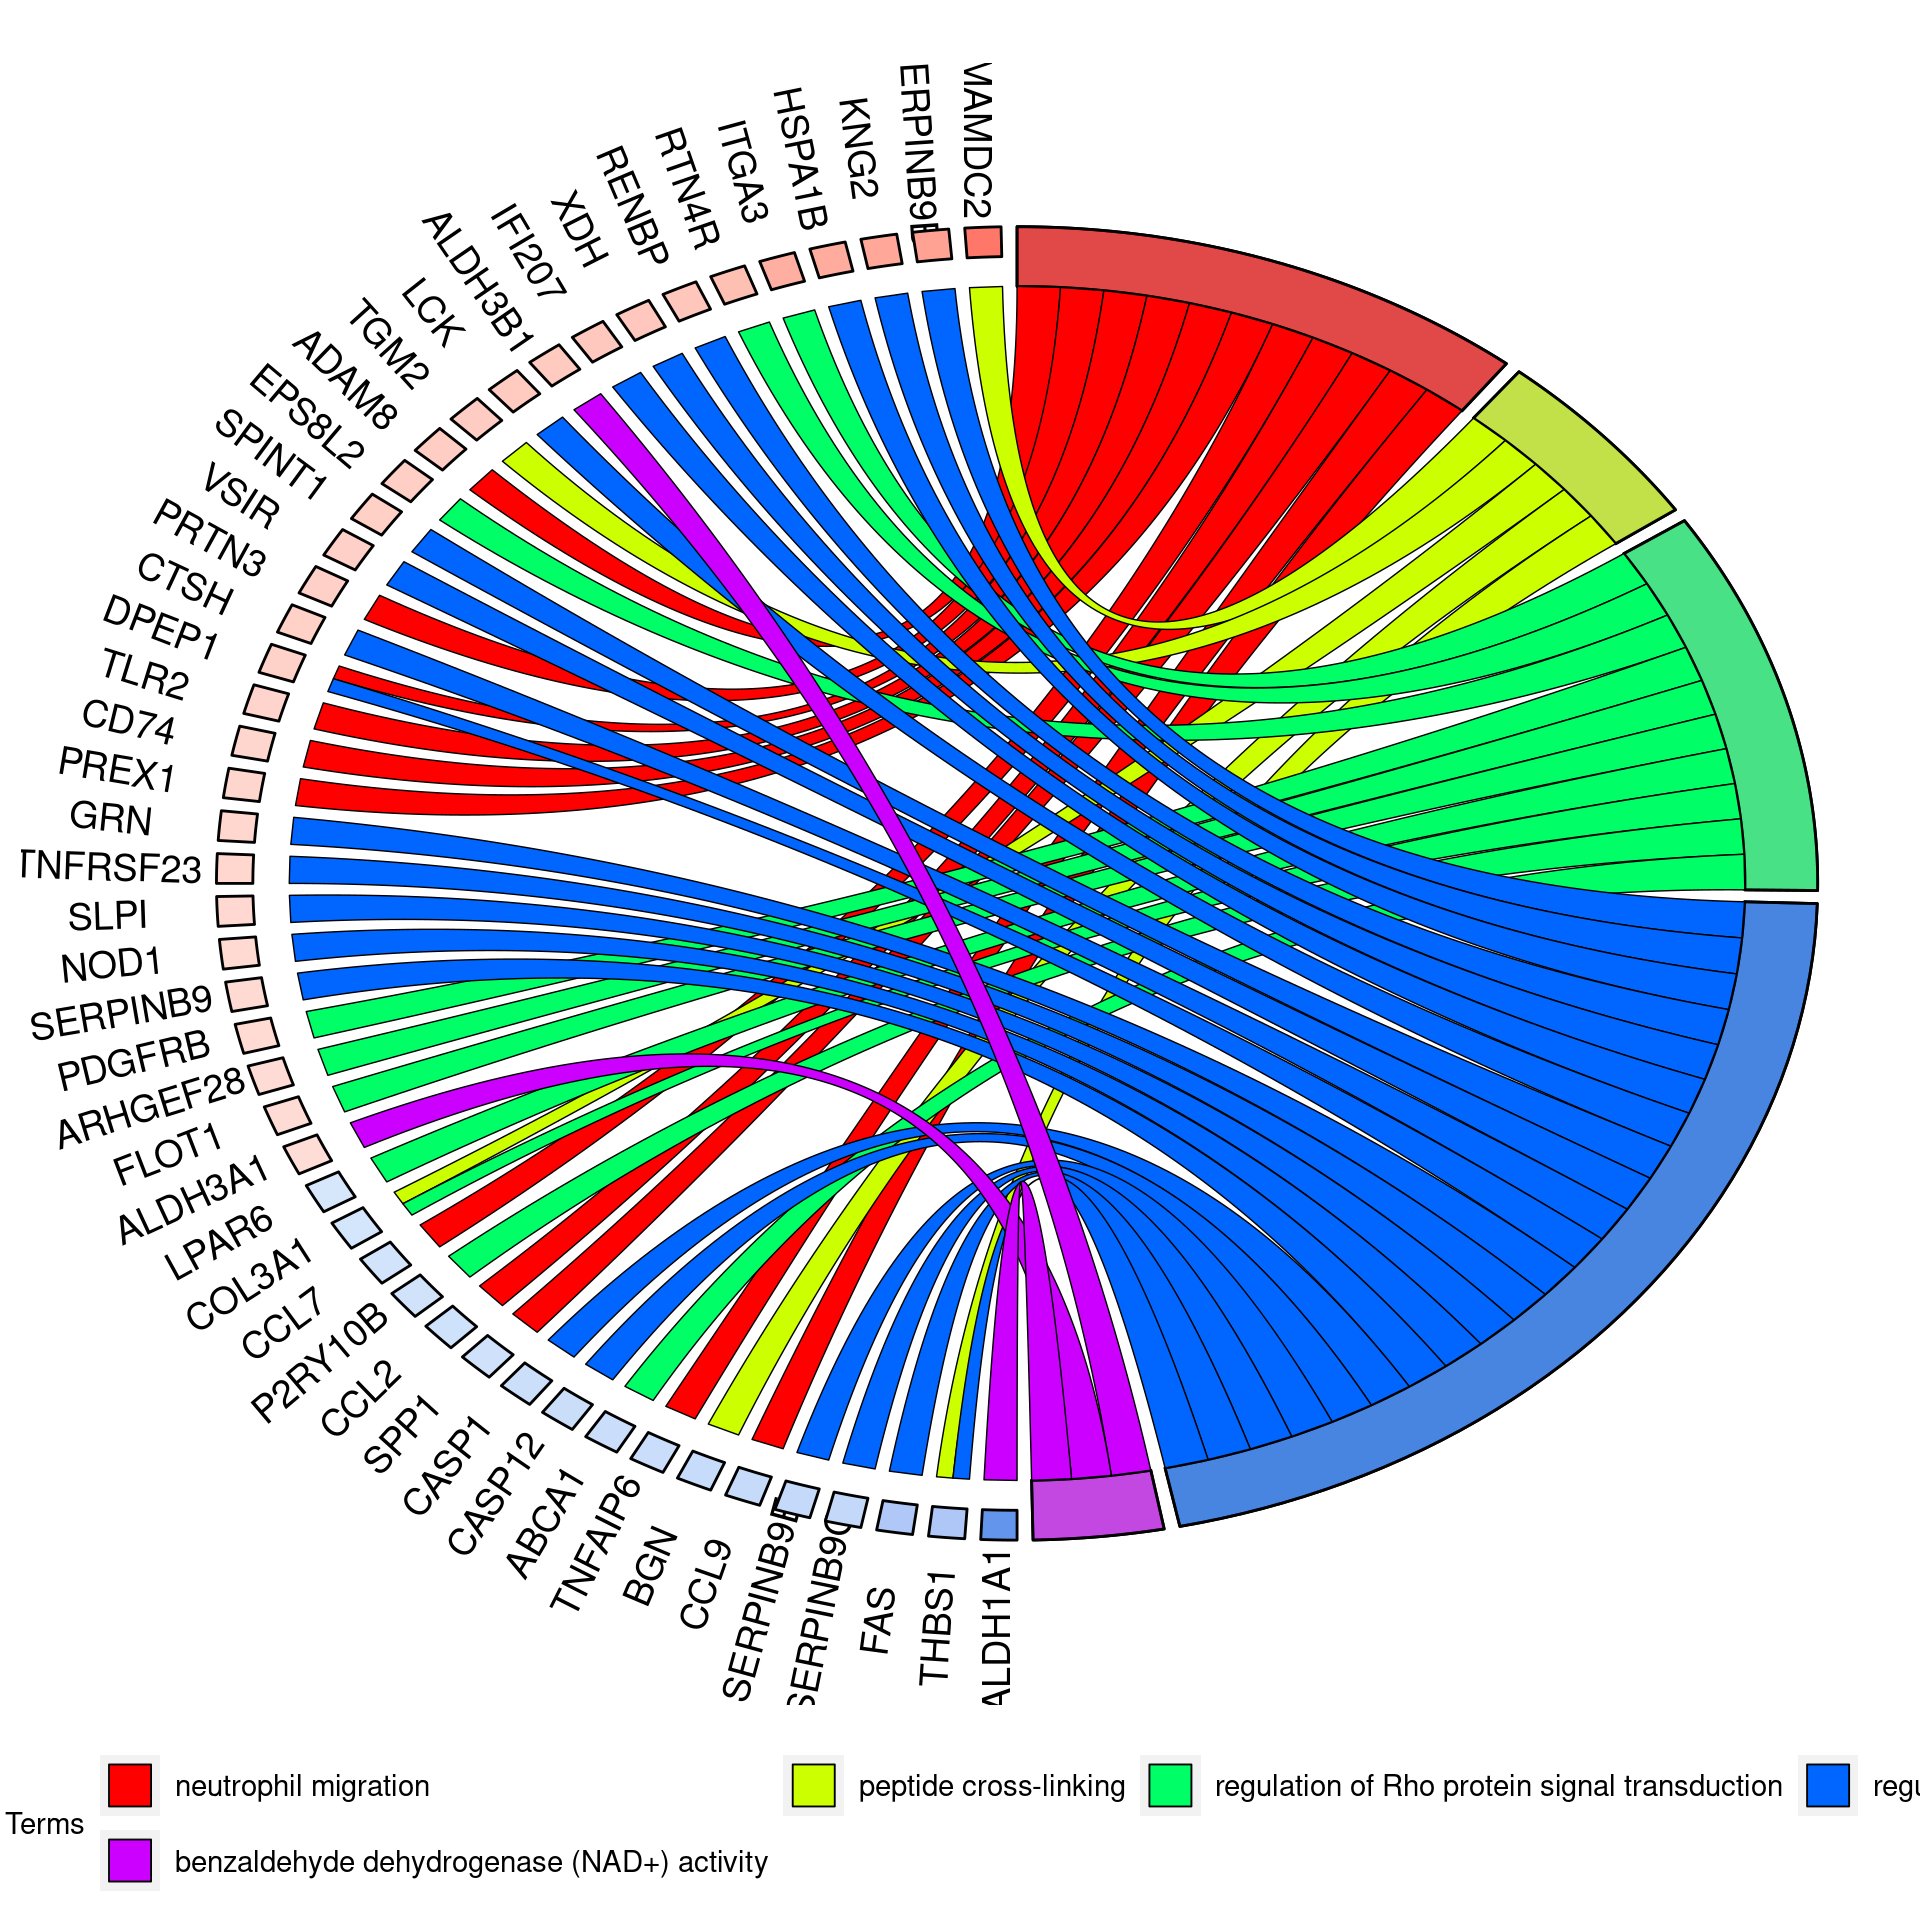 MAMDC2
ERPINB9
KNG2
HSPA1B
ITGA3
RTN4R
RENBP
XDH
IFI207
ALDH3B1
LCK
TGM2
ADAM8
EPS8L2
SPINT1
VSIR
PRTN3
CTSH
DPEP1
TLR2
CD74
PREX1
GRN
TNFRSF23
SLPI
NOD1
SERPINB9
PDGFRB
ARHGEF28
FLOT1
ALDH3A1
LPAR6
COL3A1
CCL7
P2RY10B
CCL2
SPP1
CASP1
CASP12
ABCA1
TNFAIP6
BGN
CCL9
SERPINB9
SERPINB9
FAS
THBS1
ALDH1A1
Terms
neutrophil migration
peptide cross-linking
regulation of Rho protein signal transduction
regu
benzaldehyde dehydrogenase (NAD+) activity